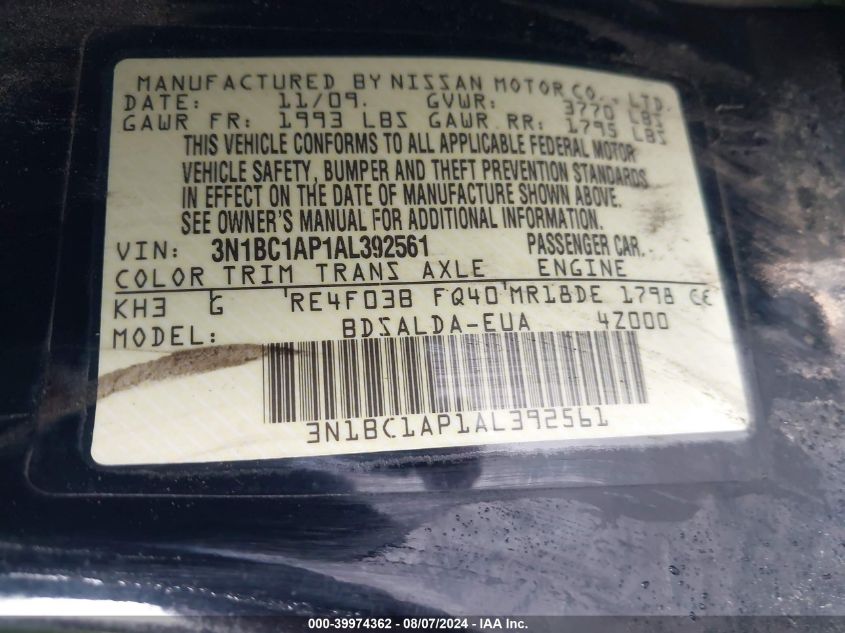 MANUFACTURED BY NISSAN MOTOR CO., LTD.
DATE: 11/09. GVWR: 3770 LBS
GAWR FR: 1993 LBS GAWR RR: 1795 LBS
THIS VEHICLE CONFORMS TO ALL APPLICABLE FEDERAL MOTOR
VEHICLE SAFETY, BUMPER AND THEFT PREVENTION STANDARDS
IN EFFECT ON THE DATE OF MANUFACTURE SHOWN ABOVE.
SEE OWNER'S MANUAL FOR ADDITIONAL INFORMATION.
VIN: 3N1BC1AP1AL392561 PASSENGER CAR.
COLOR TRIM TRANS AXLE ENGINE
KH3 G RE4F03B FQ40 MR18DE 1798 CC
MODEL: BDSALDA-EUA 4Z000
3N1BC1AP1AL392561
000-39974362 - 08/07/2024 - IAA Inc.